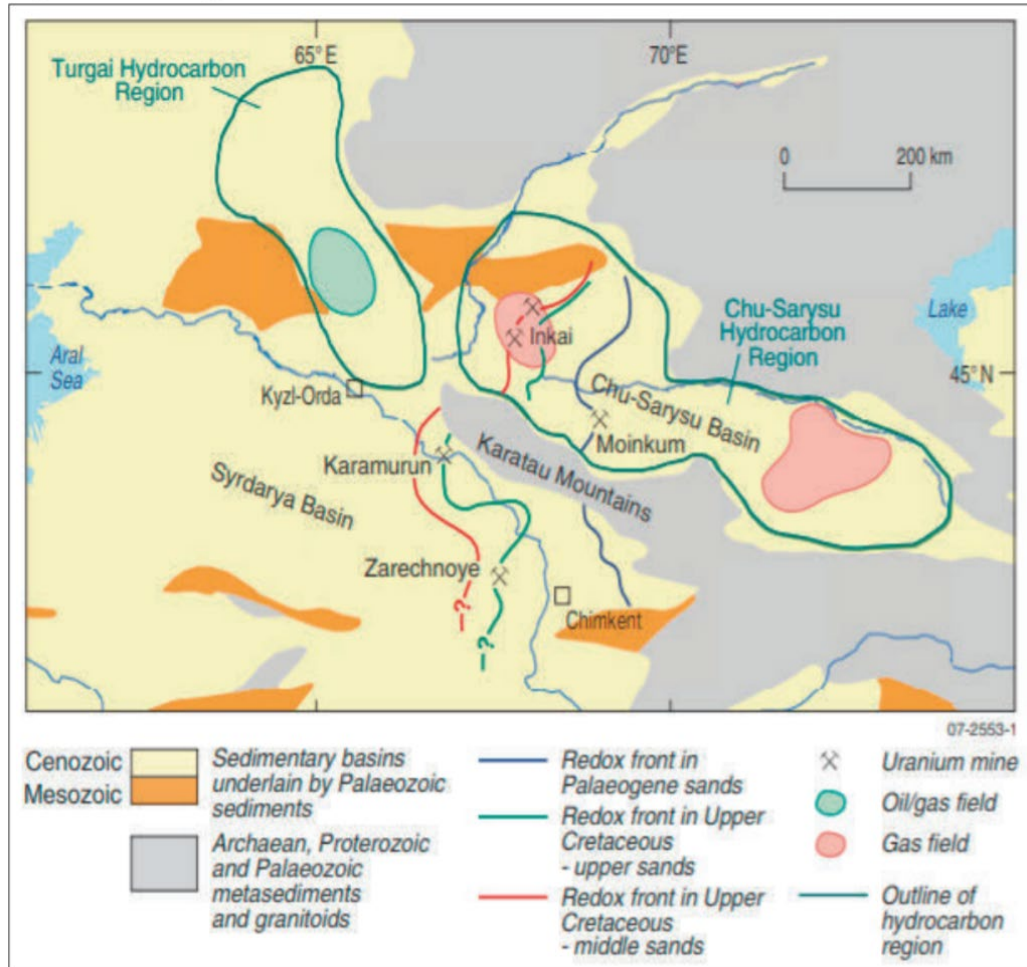 65° E
70° E
Turgai Hydrocarbon
Region
0
200 km
Chu-Sarysu
Hydrocarbon
Region
Lake
Inkai
Aral
Sea
45° N
Kyzl-Orda
Chu-Sarysu Basin
Moinkum
Karamurun
Karatau Mountains
Syrdarya Basin
Zarechnoye
Chimkent
?
?
07-2553-1
Cenozoic
Mesozoic
Sedimentary basins
underlain by Palaeozoic
sediments
Archaean, Proterozoic
and Palaeozoic
metasediments
and granitoids
Redox front in
Palaeogene sands
Redox front in Upper
Cretaceous
- upper sands
Redox front in Upper
Cretaceous
- middle sands
Uranium mine
Oil/gas field
Gas field
Outline of
hydrocarbon
region